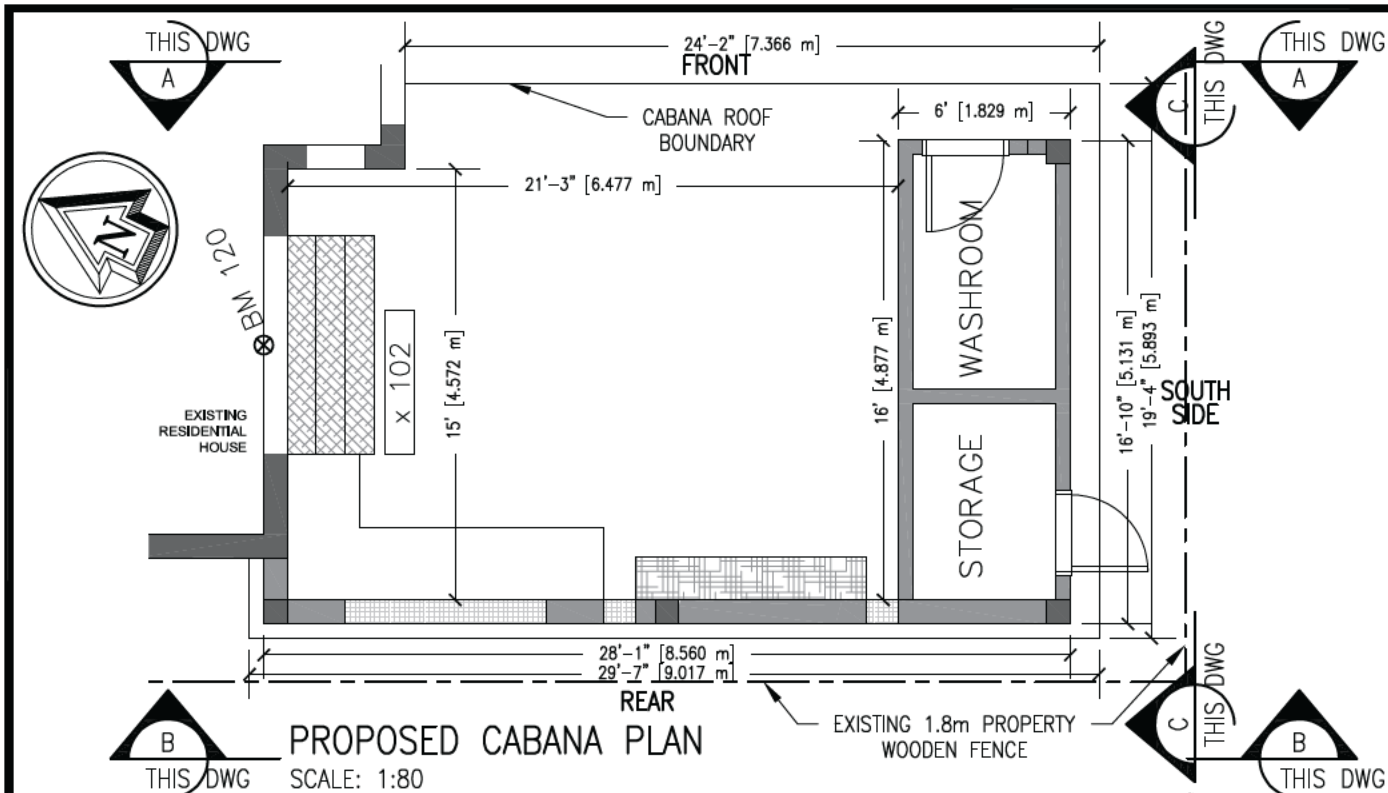 THIS DWG
A
24'-2" [7.366 m]
FRONT
THIS DWG
C
THIS DWG
A
CABANA ROOF
BOUNDARY
6' [1.829 m]
21'-3" [6.477 m]
N
BM 120
x 102
15' [4.572 m]
16' [4.877 m]
WASHROOM
16'-10" [5.131 m]
19'-4" [5.893 m]
SOUTH
SIDE
EXISTING
RESIDENTIAL
HOUSE
STORAGE
28'-1" [8.560 m]
29'-7" [9.017 m]
REAR
B
THIS DWG
PROPOSED CABANA PLAN
SCALE: 1:80
EXISTING 1.8m PROPERTY
WOODEN FENCE
C
THIS DWG
B
THIS DWG